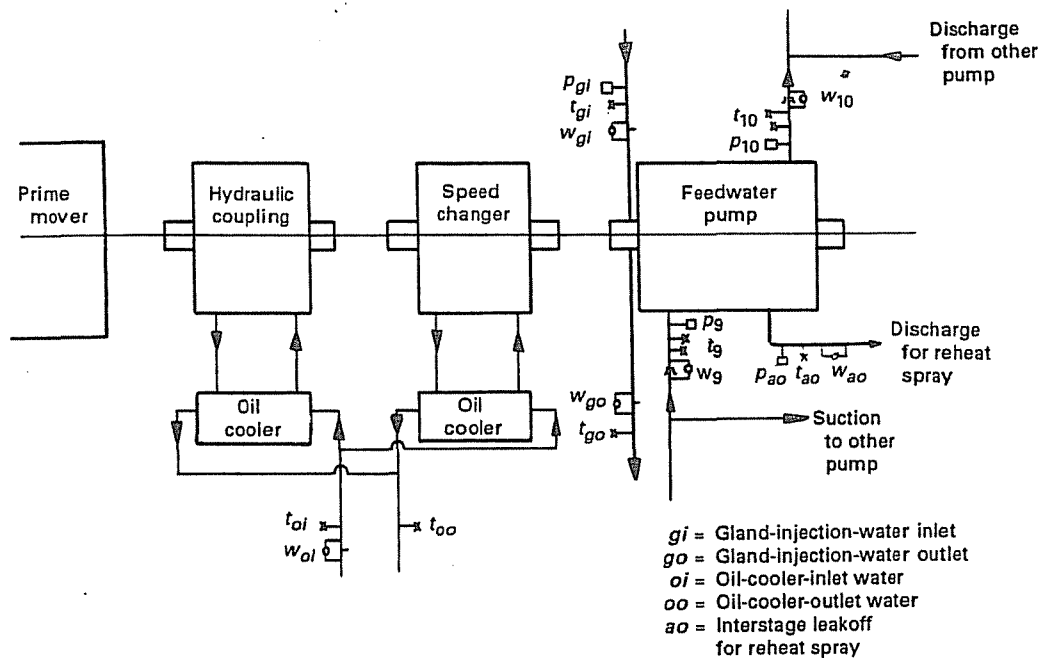 Discharge
from other
pump
p_gi
t_gi
w_gi
w_10
t_10
p_10
Prime
mover
Hydraulic
coupling
Speed
changer
Feedwater
pump
p_9
t_9
w_9
Discharge
for reheat
spray
p_ao
t_ao
w_ao
Oil
cooler
Oil
cooler
w_go
t_go
Suction
to other
pump
t_oi
t_oo
w_oi
gi = Gland-injection-water inlet
go = Gland-injection-water outlet
oi = Oil-cooler-inlet water
oo = Oil-cooler-outlet water
ao = Interstage leakoff
for reheat spray